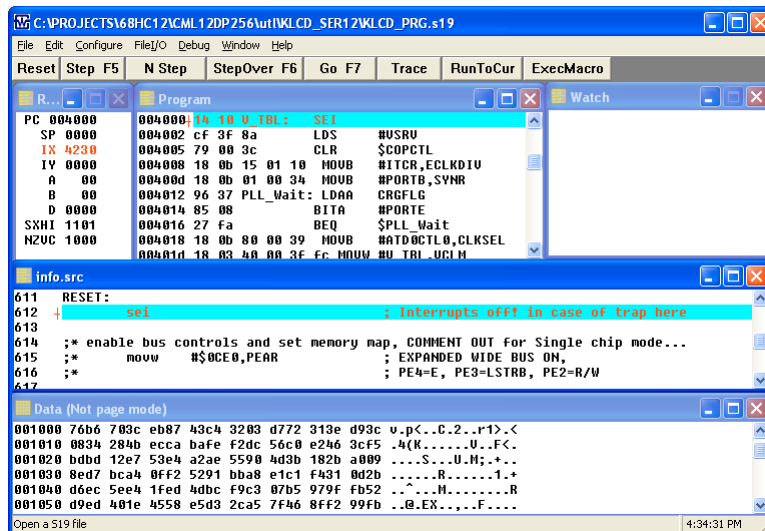 C:\PROJECTS\68HC12\CML12DP256\utl\KLCD_SER12\KLCD_PRG.s19
File Edit Configure FileI/O Debug Window Help
Reset Step F5 N Step StepOver F6 Go F7 Trace RunToCur ExecMacro
R...
PC 004000
SP 0000
IX 4230
IY 0000
A 00
B 00
D 0000
SXHI 1101
NZVC 1000
Program
004000 14 10 V_TBL: SEI
004002 cf 3f 8a LDS #USRV
004005 79 00 3c CLR $COPCTL
004008 18 0b 15 01 10 MOVB #ITCR,ECLKDIV
00400d 18 0b 01 00 34 MOVB #PORTB,SYNR
004012 96 37 PLL_Wait: LDAA CRGFLG
004014 85 08 BITA #PORTE
004016 27 fa BEQ $PLL_Wait
004018 18 0b 80 00 39 MOVB #ATD0CTL0,CLKSEL
00401d 18 03 40 00 3f fc MOVW #V_TBL,VCLM
Watch
info.src
611 RESET:
612 sei ; Interrupts off! in case of trap here
613
614 ;* enable bus controls and set memory map, COMMENT OUT for Single chip mode...
615 ;* movw #$0CE0,PEAR ; EXPANDED WIDE BUS ON,
616 ;* ; PE4=E, PE3=LSTRB, PE2=R/W
617
Data (Not page mode)
001000 76b6 703c eb87 43c4 3203 d772 313e d93c v.p<..C.2..r1>.<
001010 0834 284b ecca bafe f2dc 56c0 e246 3cf5 .4(K......V..F<.
001020 bdbd 12e7 53e4 a2ae 5590 4d3b 182b a009 ....S...U.M;.+..
001030 8ed7 bca4 0ff2 5291 bba8 e1c1 f431 0d2b ......R......1.+
001040 d6ec 5ee4 1fed 4dbc f9c3 07b5 979f fb52 ..^...M........R
001050 d9ed 401e 4558 e5d3 2ca5 7f46 8ff2 99fb ..@.EX..,..F....
Open a S19 file 4:34:31 PM